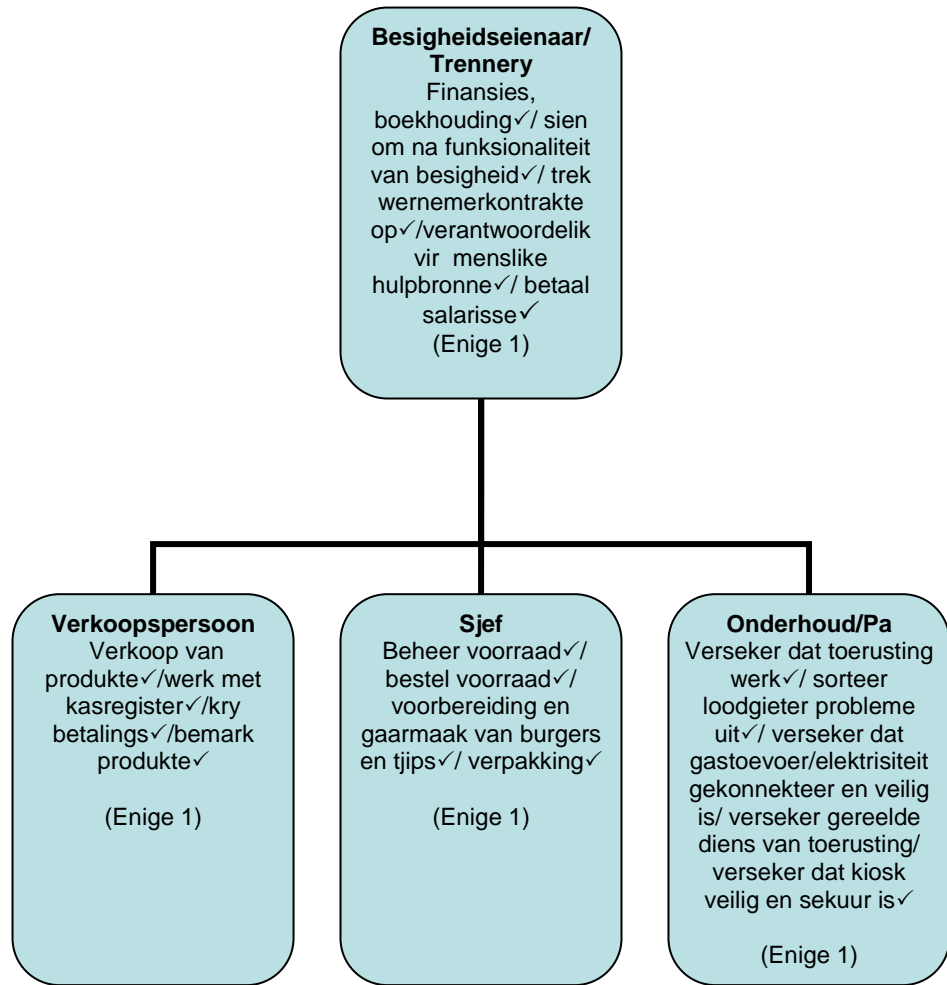 Besigheidseienaar/
Trennery
Finansies,
boekhouding✓/ sien
om na funksionaliteit
van besigheid✓/ trek
wernemerkontrakte
op✓/verantwoordelik
vir menslike
hulpbronne✓/ betaal
salarisse✓
(Enige 1)
Verkoopspersoon
Verkoop van
produkte✓/werk met
kasregister✓/kry
betalings✓/bemark
produkte✓
(Enige 1)
Sjef
Beheer voorraad✓/
bestel voorraad✓/
voorbereiding en
gaarmaak van burgers
en tjips✓/ verpakking✓
(Enige 1)
Onderhoud/Pa
Verseker dat toerusting
werk✓/ sorteer
loodgieter probleme
uit✓/ verseker dat
gastoevoer/elektrisiteit
gekonnekteer en veilig
is/ verseker gereelde
diens van toerusting/
verseker dat kiosk
veilig en sekuur is✓
(Enige 1)